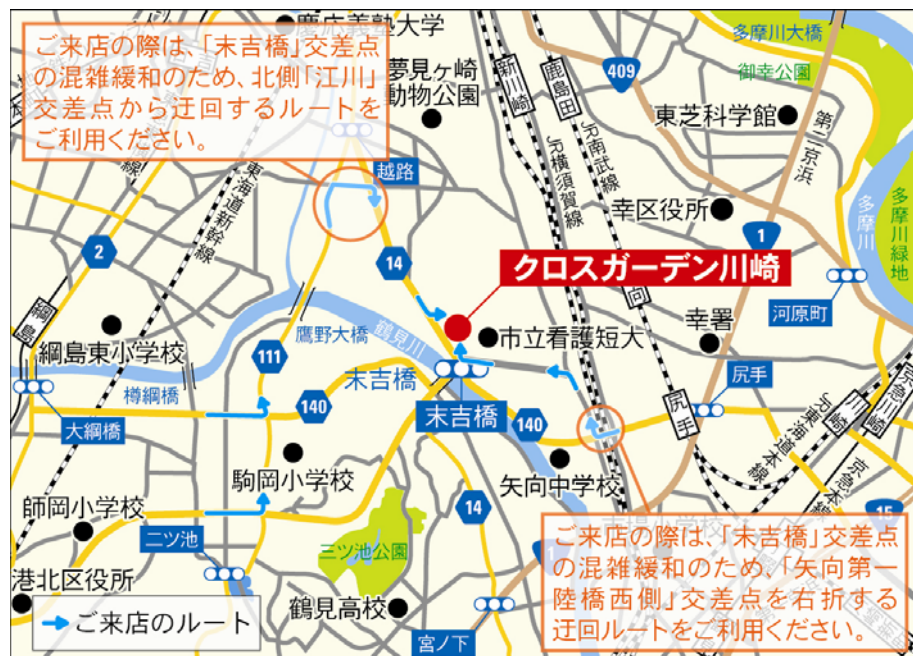 ご来店の際は、「末吉橋」交差点
の混雑緩和のため、北側「江川」
交差点から迂回するルートを
ご利用ください。
慶応義塾大学
夢見ヶ崎
動物公園
新川崎
鹿島田
409
多摩川大橋
御幸公園
東芝科学館
第二京浜
JR南武線
JR横須賀線
東海道新幹線
越路
幸区役所
多摩川
多摩川緑地
2
14
1
クロスガーデン川崎
向
河原町
綱島
綱島東小学校
鷹野大橋
鶴見川
市立看護短大
幸署
111
樽綱橋
末吉橋
尻手
京急川崎
川崎
大綱橋
140
末吉橋
140
尻手
JR東海道本線
京急本線
駒岡小学校
矢向中学校
師岡小学校
14
15
二ツ池
三ツ池公園
1
港北区役所
鶴見高校
宮ノ下
ご来店のルート
ご来店の際は、「末吉橋」交差点
の混雑緩和のため、「矢向第一
陸橋西側」交差点を右折する
迂回ルートをご利用ください。